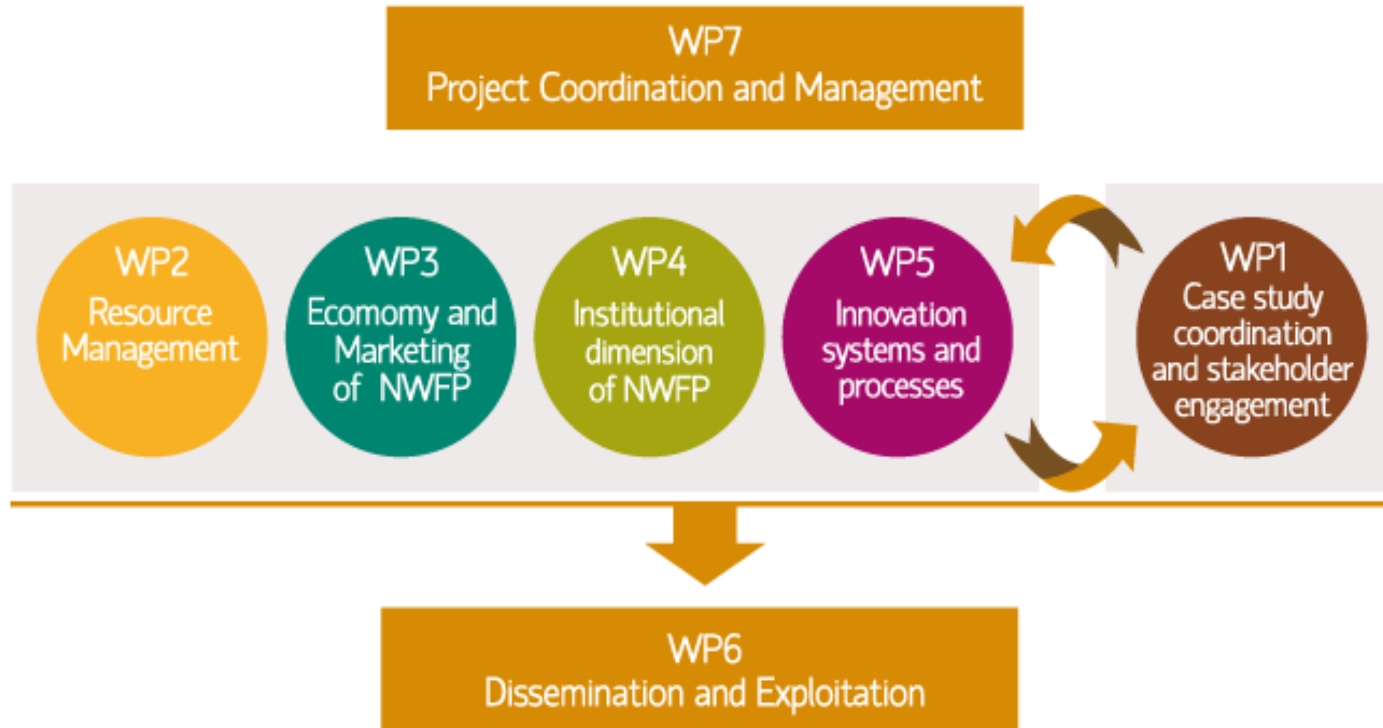 WP7
Project Coordination and Management
WP2
Resource
Management
WP3
Ecomomy and
Marketing
of NWFP
WP4
Institutional
dimension
of NWFP
WP5
Innovation
systems and
processes
WP1
Case study
coordination
and stakeholder
engagement
WP6
Dissemination and Exploitation